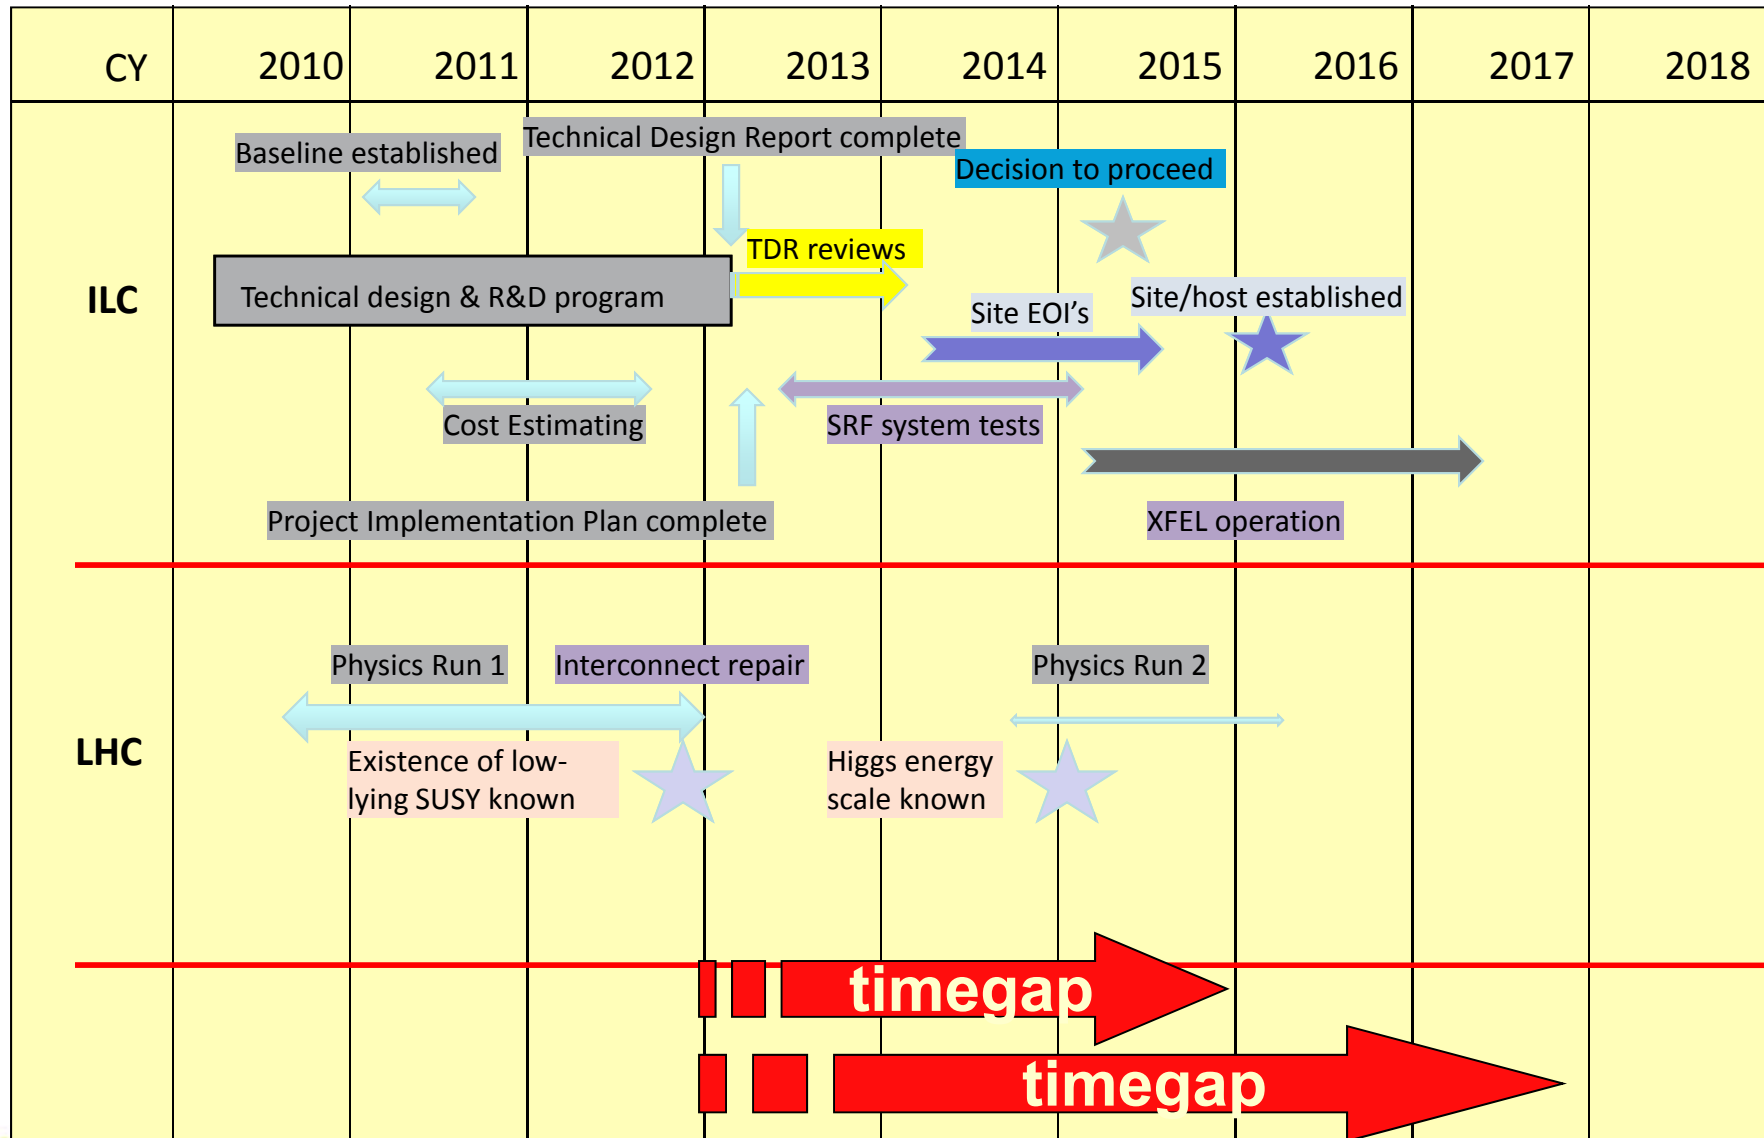 CY 2010 2011 2012 2013 2014 2015 2016 2017 2018
Technical Design Report complete
Baseline established
Decision to proceed
TDR reviews
ILC
Technical design & R&D program
Site EOI's
Site/host established
Cost Estimating
SRF system tests
Project Implementation Plan complete
XFEL operation
Physics Run 1
Interconnect repair
Physics Run 2
LHC
Existence of low-
lying SUSY known
Higgs energy
scale known
timegap
timegap